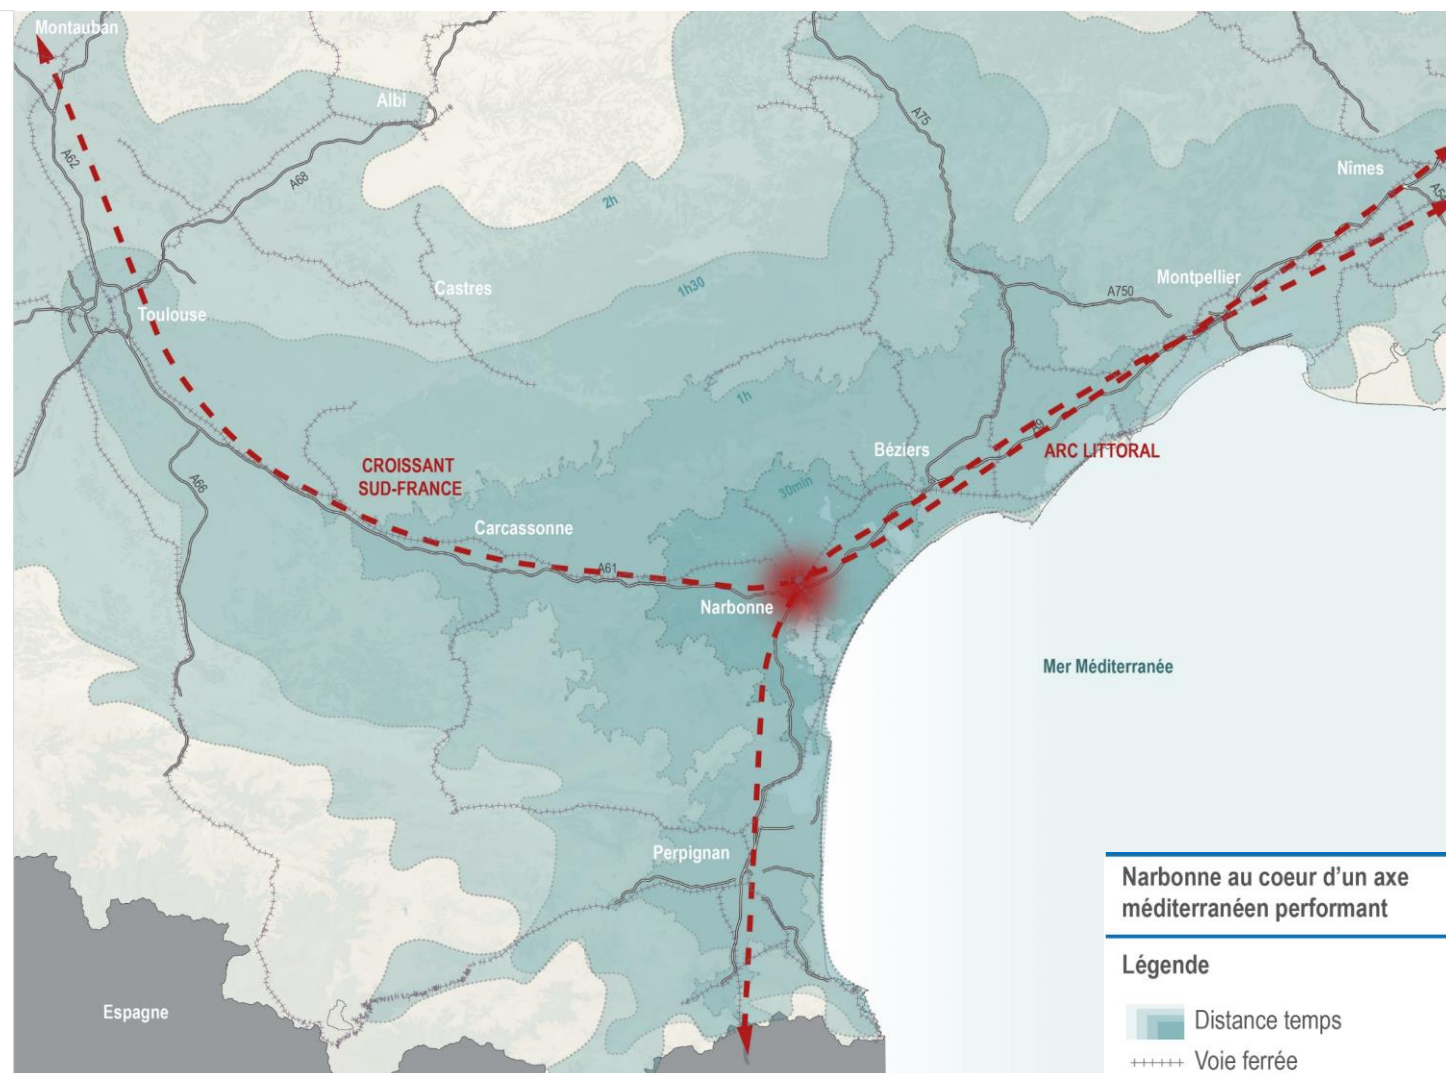 Montauban
Albi
A75
A62
A68
Nîmes
2h
Montpellier
Castres
1h30
A750
Toulouse
1h
A9
Béziers
ARC LITTORAL
CROISSANT
SUD-FRANCE
A66
30min
Carcassonne
A61
Narbonne
Mer Méditerranée
Perpignan
Espagne
Narbonne au coeur d'un axe
méditerranéen performant
Légende
Distance temps
Voie ferrée